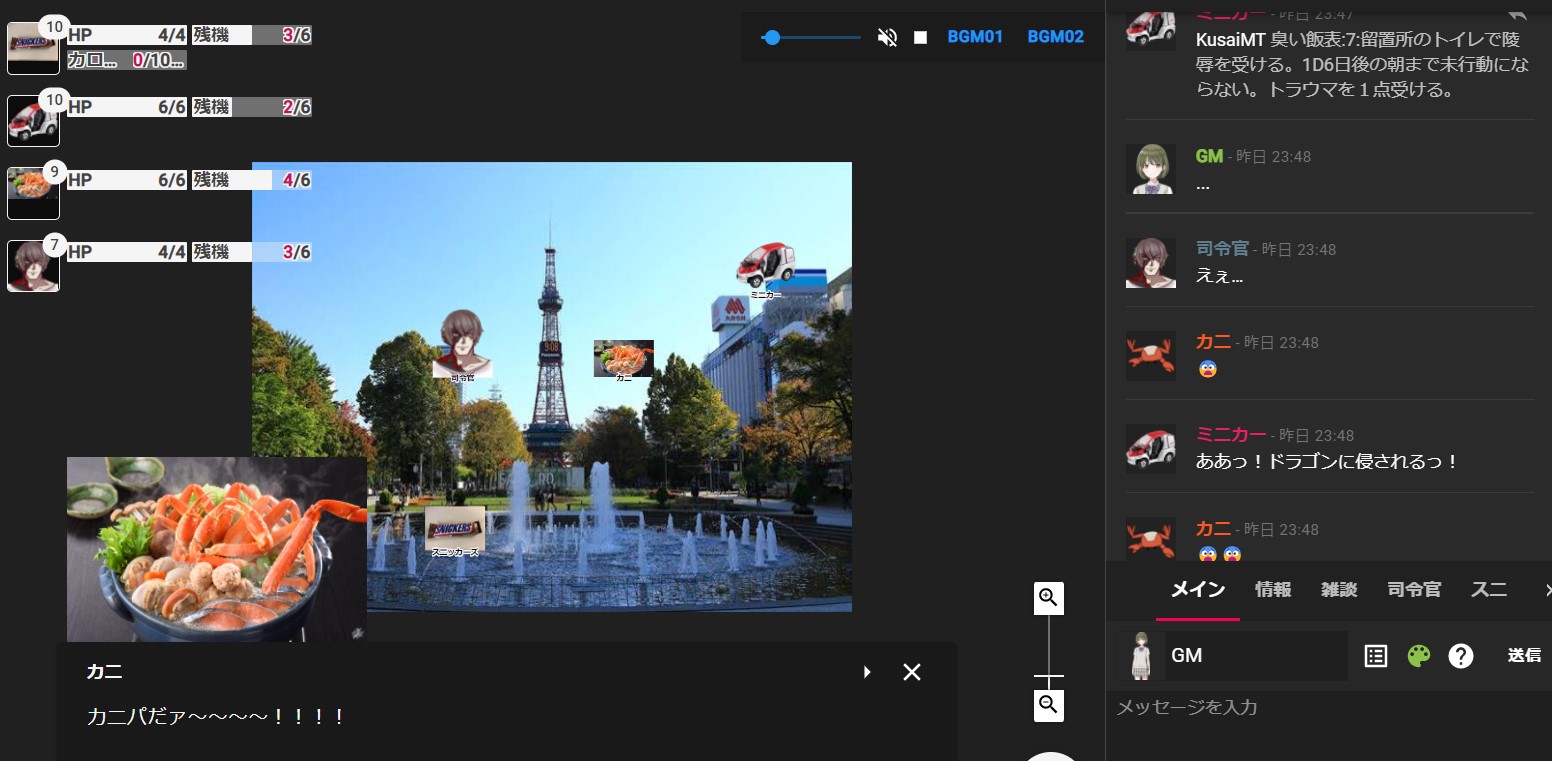 10
HP 4/4 残機 3/6
カロ... 0/10...
SNICKERS
10
HP 6/6 残機 2/6
9
HP 6/6 残機 4/6
7
HP 4/4 残機 3/6
BGM01 BGM02
ミニカー
司令官
9:08
Panasonic
カニ
SNICKERS
スニッカーズ
カニ
カニパだァ～～～～！！！！
ミニカー - 昨日 23:47
KusaiMT 臭い飯表:7:留置所のトイレで陵
辱を受ける。1D6日後の朝まで未行動にな
らない。トラウマを１点受ける。
GM - 昨日 23:48
...
司令官 - 昨日 23:48
えぇ…
カニ - 昨日 23:48
😨
ミニカー - 昨日 23:48
ああっ！ドラゴンに侵されるっ！
カニ - 昨日 23:48
😨 😨
メイン 情報 雑談 司令官 スニ
GM
送信
メッセージを入力